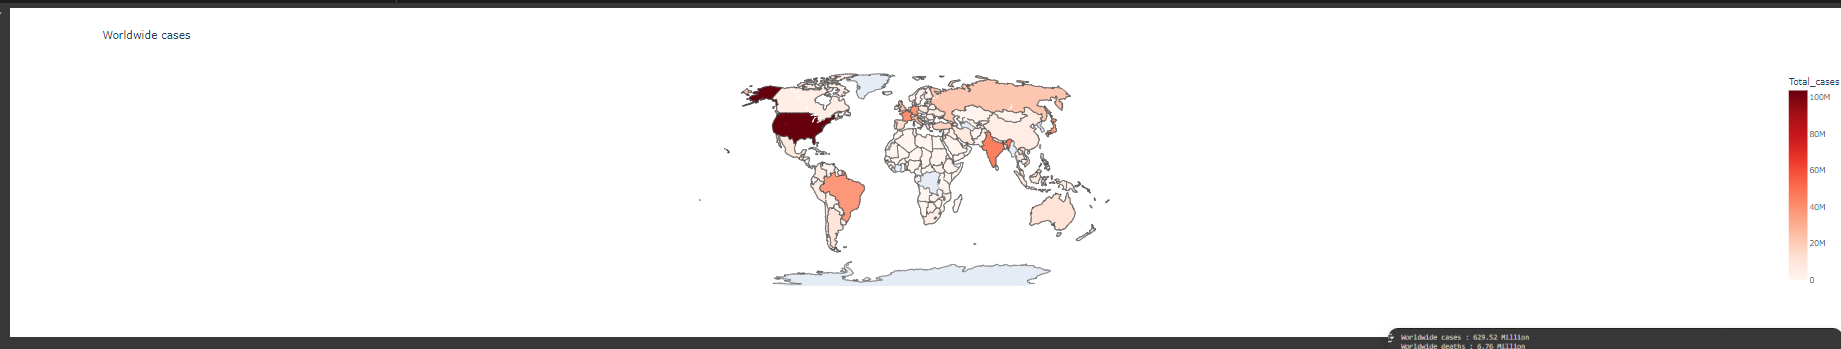 Worldwide cases
Total_cases
100M
80M
60M
40M
20M
0
Worldwide cases : 629.52 Million
Worldwide deaths : 6.76 Million